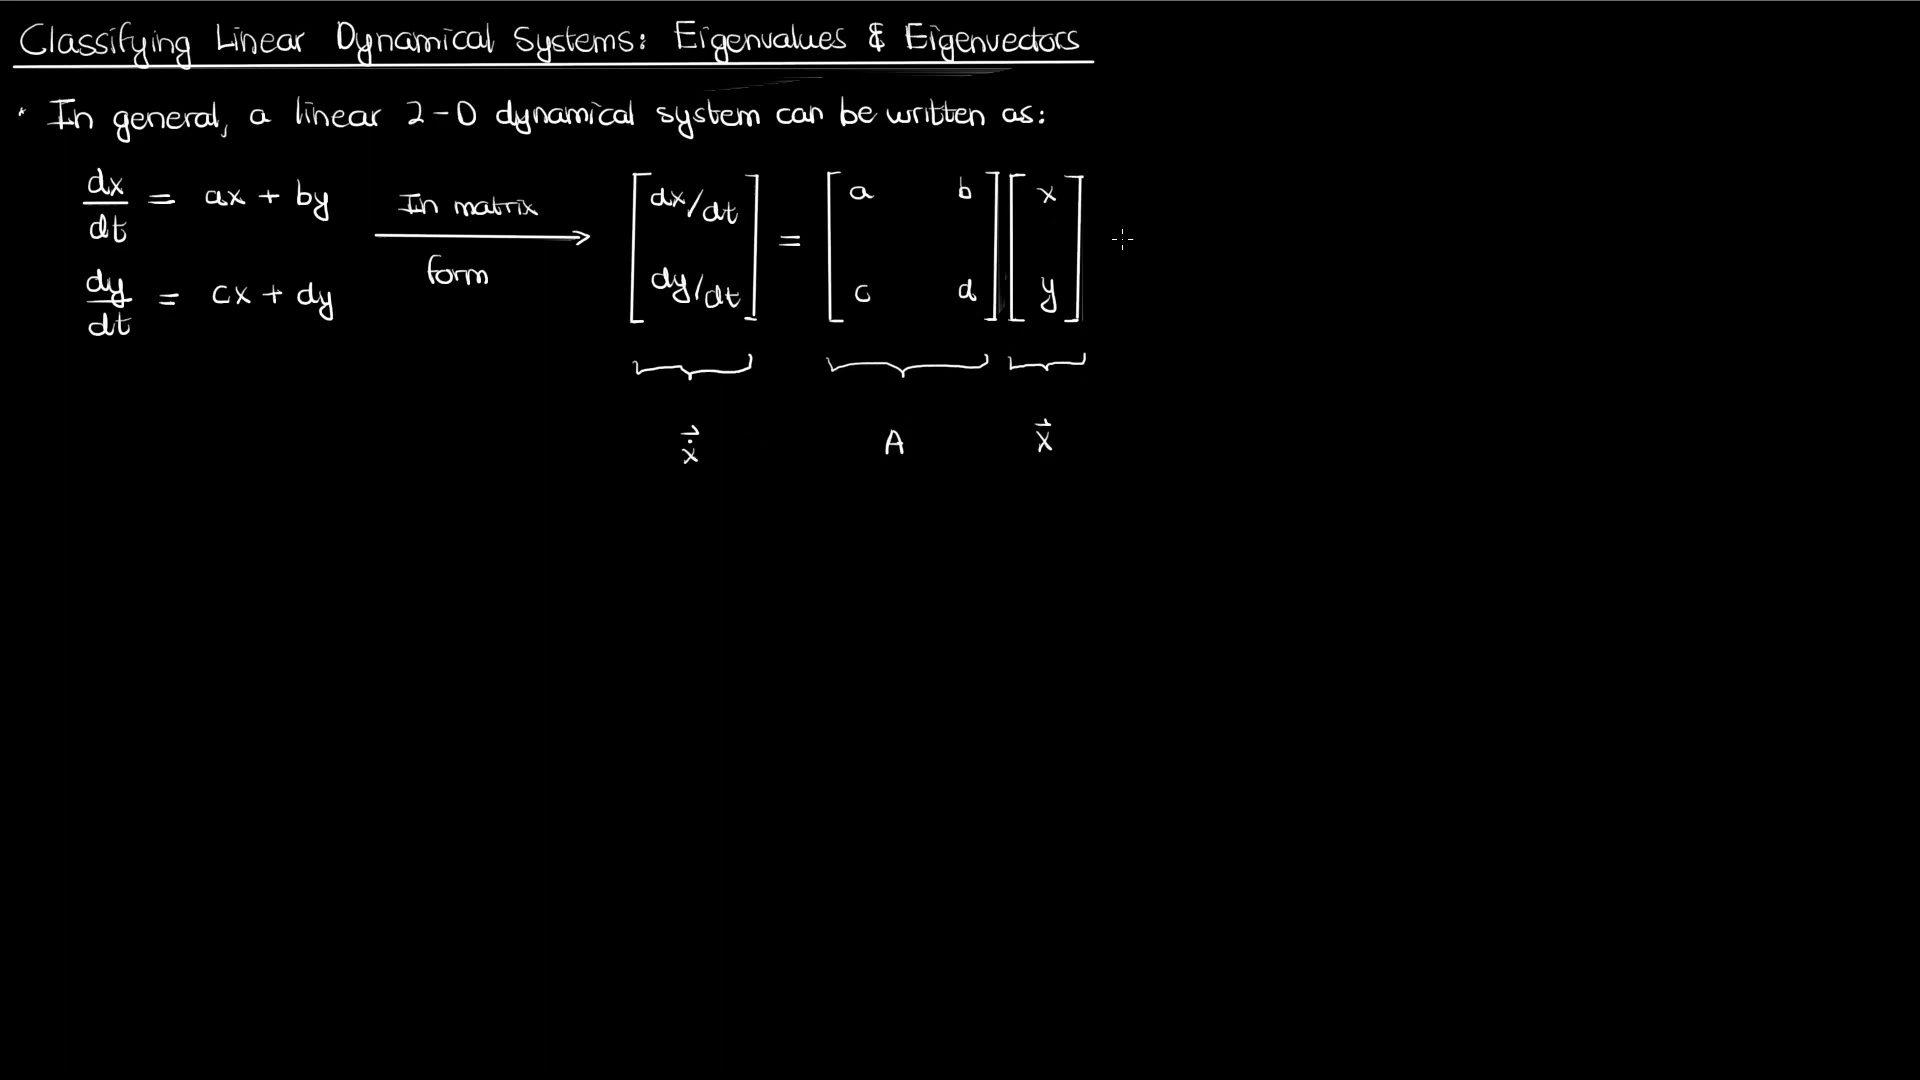 Classifying Linear Dynamical Systems: Eigenvalues & Eigenvectors
* In general, a linear 2-D dynamical system can be written as:
dx/dt = ax + by
dy/dt = cx + dy
In matrix form →
[dx/dt; dy/dt] = [a b; c d] [x; y]
ẋ⃗ A x⃗